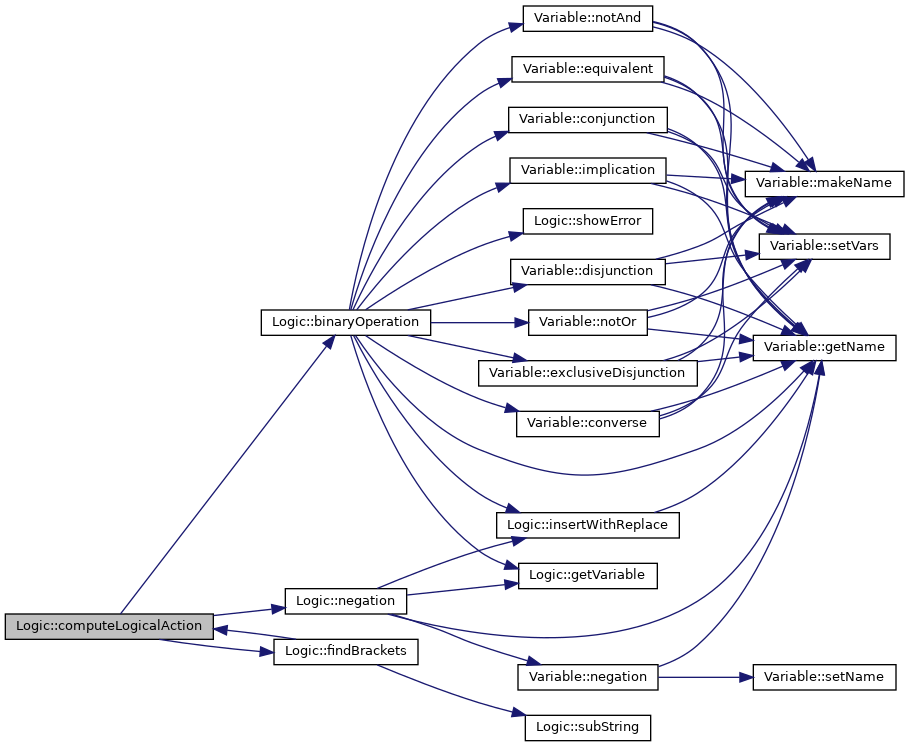 Variable::notAnd
Variable::equivalent
Variable::conjunction
Variable::implication
Variable::makeName
Logic::showError
Variable::setVars
Variable::disjunction
Logic::binaryOperation
Variable::notOr
Variable::getName
Variable::exclusiveDisjunction
Variable::converse
Logic::insertWithReplace
Logic::getVariable
Logic::negation
Logic::computeLogicalAction
Logic::findBrackets
Variable::negation
Variable::setName
Logic::subString